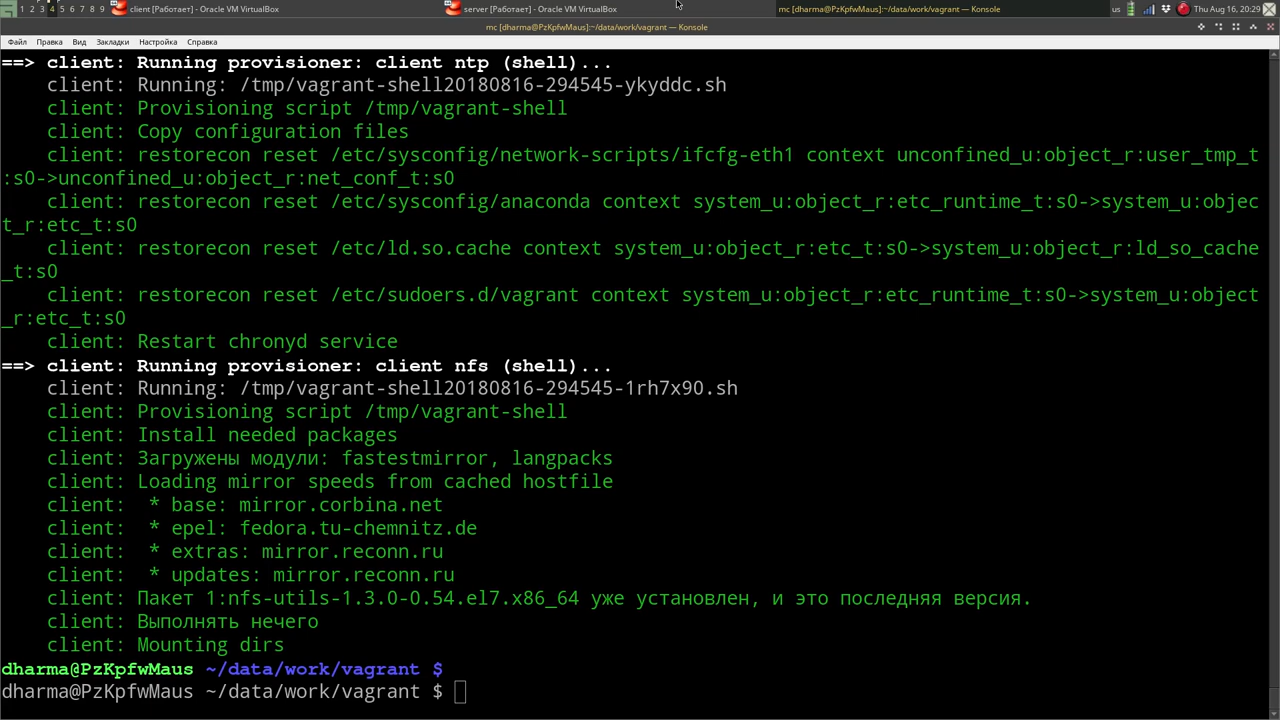 1 2 3 4 5 6 7 8 9 client [Работает] - Oracle VM VirtualBox server [Работает] - Oracle VM VirtualBox mc [dharma@PzKpfwMaus]:~/data/work/vagrant — Konsole us Thu Aug 16, 20:29
mc [dharma@PzKpfwMaus]:~/data/work/vagrant — Konsole
Файл Правка Вид Закладки Настройка Справка
==> client: Running provisioner: client ntp (shell)...
client: Running: /tmp/vagrant-shell20180816-294545-ykyddc.sh
client: Provisioning script /tmp/vagrant-shell
client: Copy configuration files
client: restorecon reset /etc/sysconfig/network-scripts/ifcfg-eth1 context unconfined_u:object_r:user_tmp_t
:s0->unconfined_u:object_r:net_conf_t:s0
client: restorecon reset /etc/sysconfig/anaconda context system_u:object_r:etc_runtime_t:s0->system_u:objec
t_r:etc_t:s0
client: restorecon reset /etc/ld.so.cache context system_u:object_r:etc_t:s0->system_u:object_r:ld_so_cache
_t:s0
client: restorecon reset /etc/sudoers.d/vagrant context system_u:object_r:etc_runtime_t:s0->system_u:object
_r:etc_t:s0
client: Restart chronyd service
==> client: Running provisioner: client nfs (shell)...
client: Running: /tmp/vagrant-shell20180816-294545-1rh7x90.sh
client: Provisioning script /tmp/vagrant-shell
client: Install needed packages
client: Загружены модули: fastestmirror, langpacks
client: Loading mirror speeds from cached hostfile
client: * base: mirror.corbina.net
client: * epel: fedora.tu-chemnitz.de
client: * extras: mirror.reconn.ru
client: * updates: mirror.reconn.ru
client: Пакет 1:nfs-utils-1.3.0-0.54.el7.x86_64 уже установлен, и это последняя версия.
client: Выполнять нечего
client: Mounting dirs
dharma@PzKpfwMaus ~/data/work/vagrant $
dharma@PzKpfwMaus ~/data/work/vagrant $